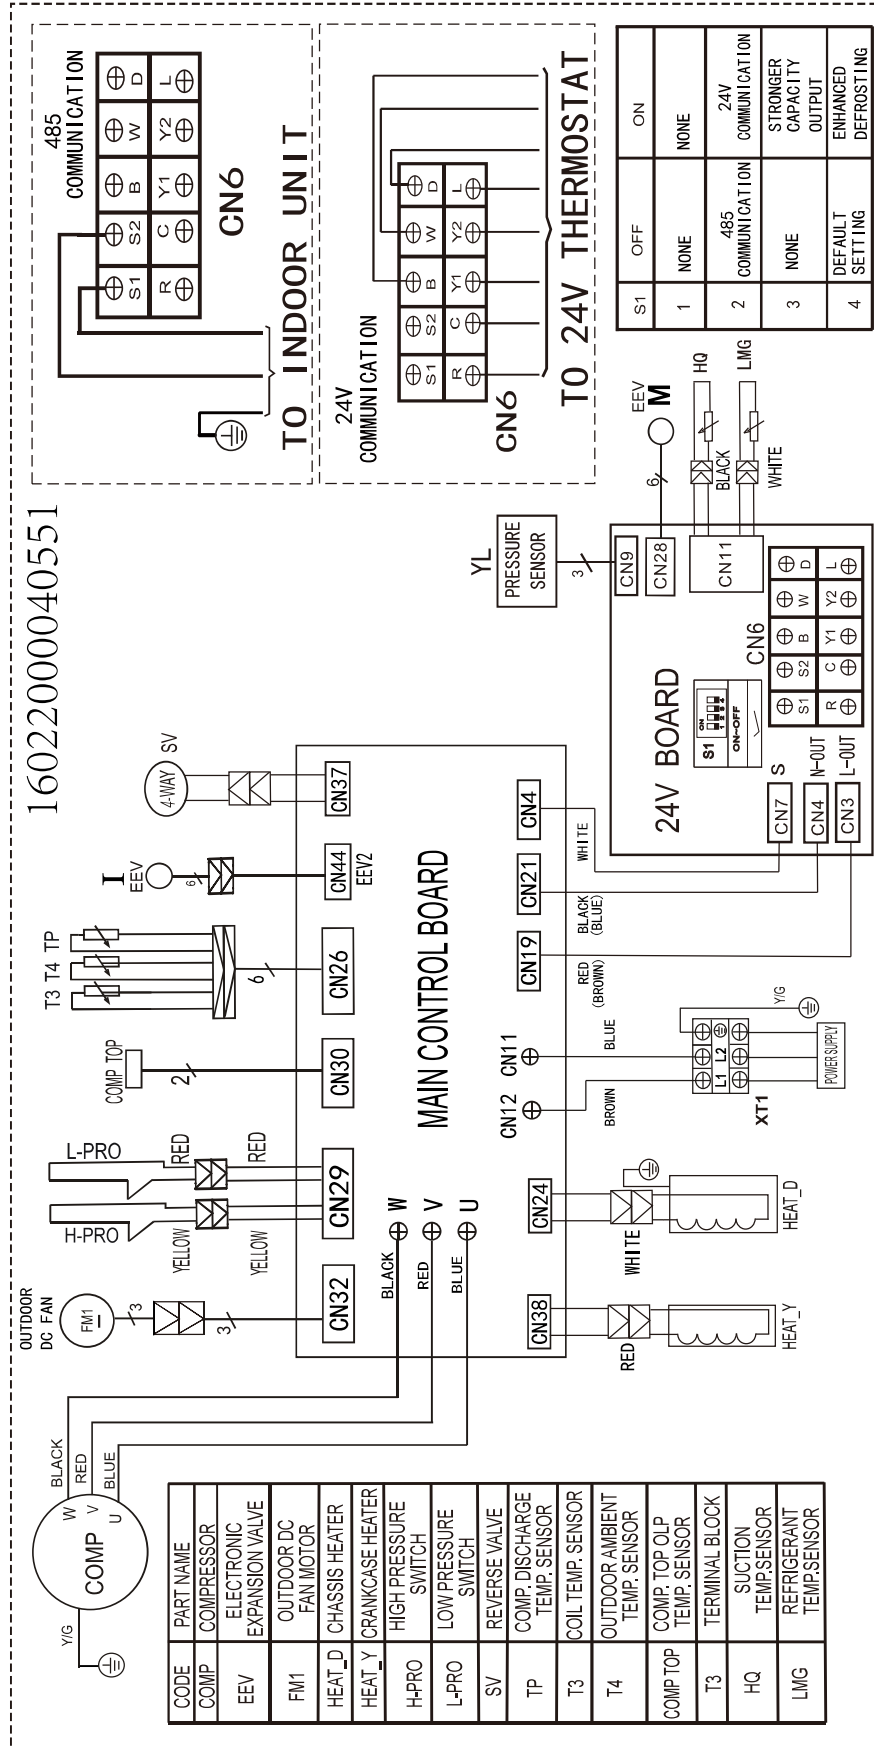 485
COMMUNICATION
D
W
B
S2
S1
L
Y2
Y1
C
R
CN6
TO INDOOR UNIT
24V
COMMUNICATION
S1
S2
B
W
D
R
C
Y1
Y2
L
CN6
TO 24V THERMOSTAT
S1 OFF ON
1 NONE NONE
2 485 COMMUNICATION 24V COMMUNICATION
3 NONE STRONGER CAPACITY OUTPUT
4 DEFAULT SETTING ENHANCED DEFROSTING
16022000040551
OUTDOOR
DC FAN
FM1
3
3
CN32
H-PRO
L-PRO
YELLOW
RED
YELLOW
RED
CN29
COMP TOP
2
CN30
T3 T4 TP
6
CN26
I
EEV
6
CN44
EEV2
4-WAY
SV
CN37
YL
PRESSURE
SENSOR
3
CN9
EEV
M
6
CN28
HQ
BLACK
LMG
WHITE
CN11
24V BOARD
S1
ON
1 2 3 4
ON~OFF
CN6
S1
S2
B
W
D
R
C
Y1
Y2
L
CN7
S
CN4
N-OUT
CN3
L-OUT
MAIN CONTROL BOARD
CN4
WHITE
CN21
BLACK
(BLUE)
CN19
RED
(BROWN)
CN11
BLUE
CN12
BROWN
L1
L2
XT1
Y/G
POWER SUPPLY
CN24
WHITE
HEAT_D
CN38
RED
HEAT_Y
W
V
U
BLACK
RED
BLUE
BLACK
RED
BLUE
W
V
U
COMP
Y/G
CODE PART NAME
COMP COMPRESSOR
EEV ELECTRONIC EXPANSION VALVE
FM1 OUTDOOR DC FAN MOTOR
HEAT_D CHASSIS HEATER
HEAT_Y CRANKCASE HEATER
H-PRO HIGH PRESSURE SWITCH
L-PRO LOW PRESSURE SWITCH
SV REVERSE VALVE
TP COMP. DISCHARGE TEMP. SENSOR
T3 COIL TEMP. SENSOR
T4 OUTDOOR AMBIENT TEMP. SENSOR
COMP TOP COMP. TOP OLP TEMP. SENSOR
T3 TERMINAL BLOCK
HQ SUCTION TEMP.SENSOR
LMG REFRIGERANT TEMP.SENSOR